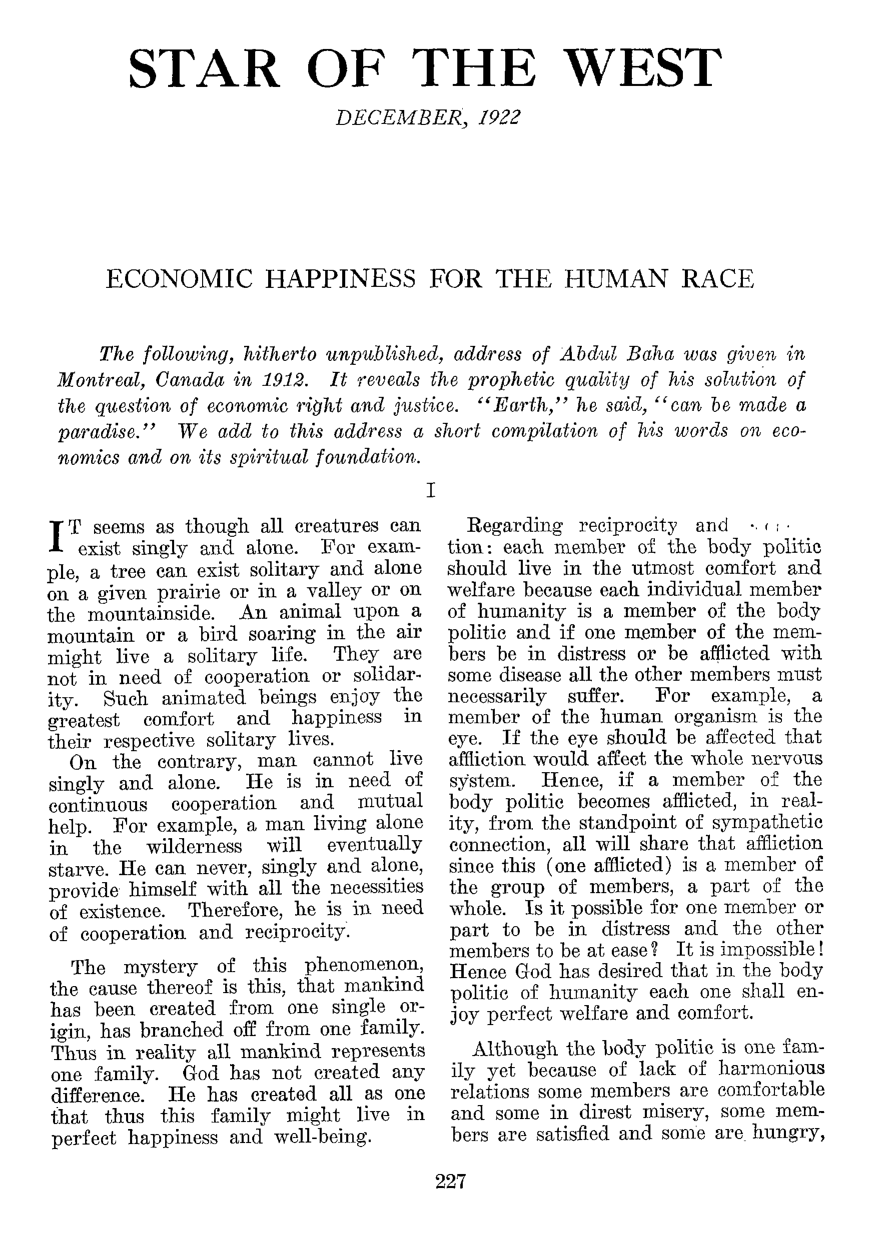 STAR OF THE WEST
DECEMBER, 1922
ECONOMIC HAPPINESS FOR THE HUMAN RACE
The following, hitherto unpublished, address of Abdul Baha was given in
Montreal, Canada in 1912. It reveals the prophetic quality of his solution of
the question of economic right and justice. "Earth," he said, "can be made a
paradise." We add to this address a short compilation of his words on eco-
nomics and on its spiritual foundation.
I
IT seems as though all creatures can
exist singly and alone. For exam-
ple, a tree can exist solitary and alone
on a given prairie or in a valley or on
the mountainside. An animal upon a
mountain or a bird soaring in the air
might live a solitary life. They are
not in need of cooperation or solidar-
ity. Such animated beings enjoy the
greatest comfort and happiness in
their respective solitary lives.
On the contrary, man cannot live
singly and alone. He is in need of
continuous cooperation and mutual
help. For example, a man living alone
in the wilderness will eventually
starve. He can never, singly and alone,
provide himself with all the necessities
of existence. Therefore, he is in need
of cooperation and reciprocity.
The mystery of this phenomenon,
the cause thereof is this, that mankind
has been created from one single or-
igin, has branched off from one family.
Thus in reality all mankind represents
one family. God has not created any
difference. He has created all as one
that thus this family might live in
perfect happiness and well-being.
Regarding reciprocity and
tion: each member of the body politic
should live in the utmost comfort and
welfare because each individual member
of humanity is a member of the body
politic and if one member of the mem-
bers be in distress or be afflicted with
some disease all the other members must
necessarily suffer. For example, a
member of the human organism is the
eye. If the eye should be affected that
affliction would affect the whole nervous
system. Hence, if a member of the
body politic becomes afflicted, in real-
ity, from the standpoint of sympathetic
connection, all will share that affliction
since this (one afflicted) is a member of
the group of members, a part of the
whole. Is it possible for one member or
part to be in distress and the other
members to be at ease? It is impossible!
Hence God has desired that in the body
politic of humanity each one shall en-
joy perfect welfare and comfort.
Although the body politic is one fam-
ily yet because of lack of harmonious
relations some members are comfortable
and some in direst misery, some mem-
bers are satisfied and some are hungry,
227